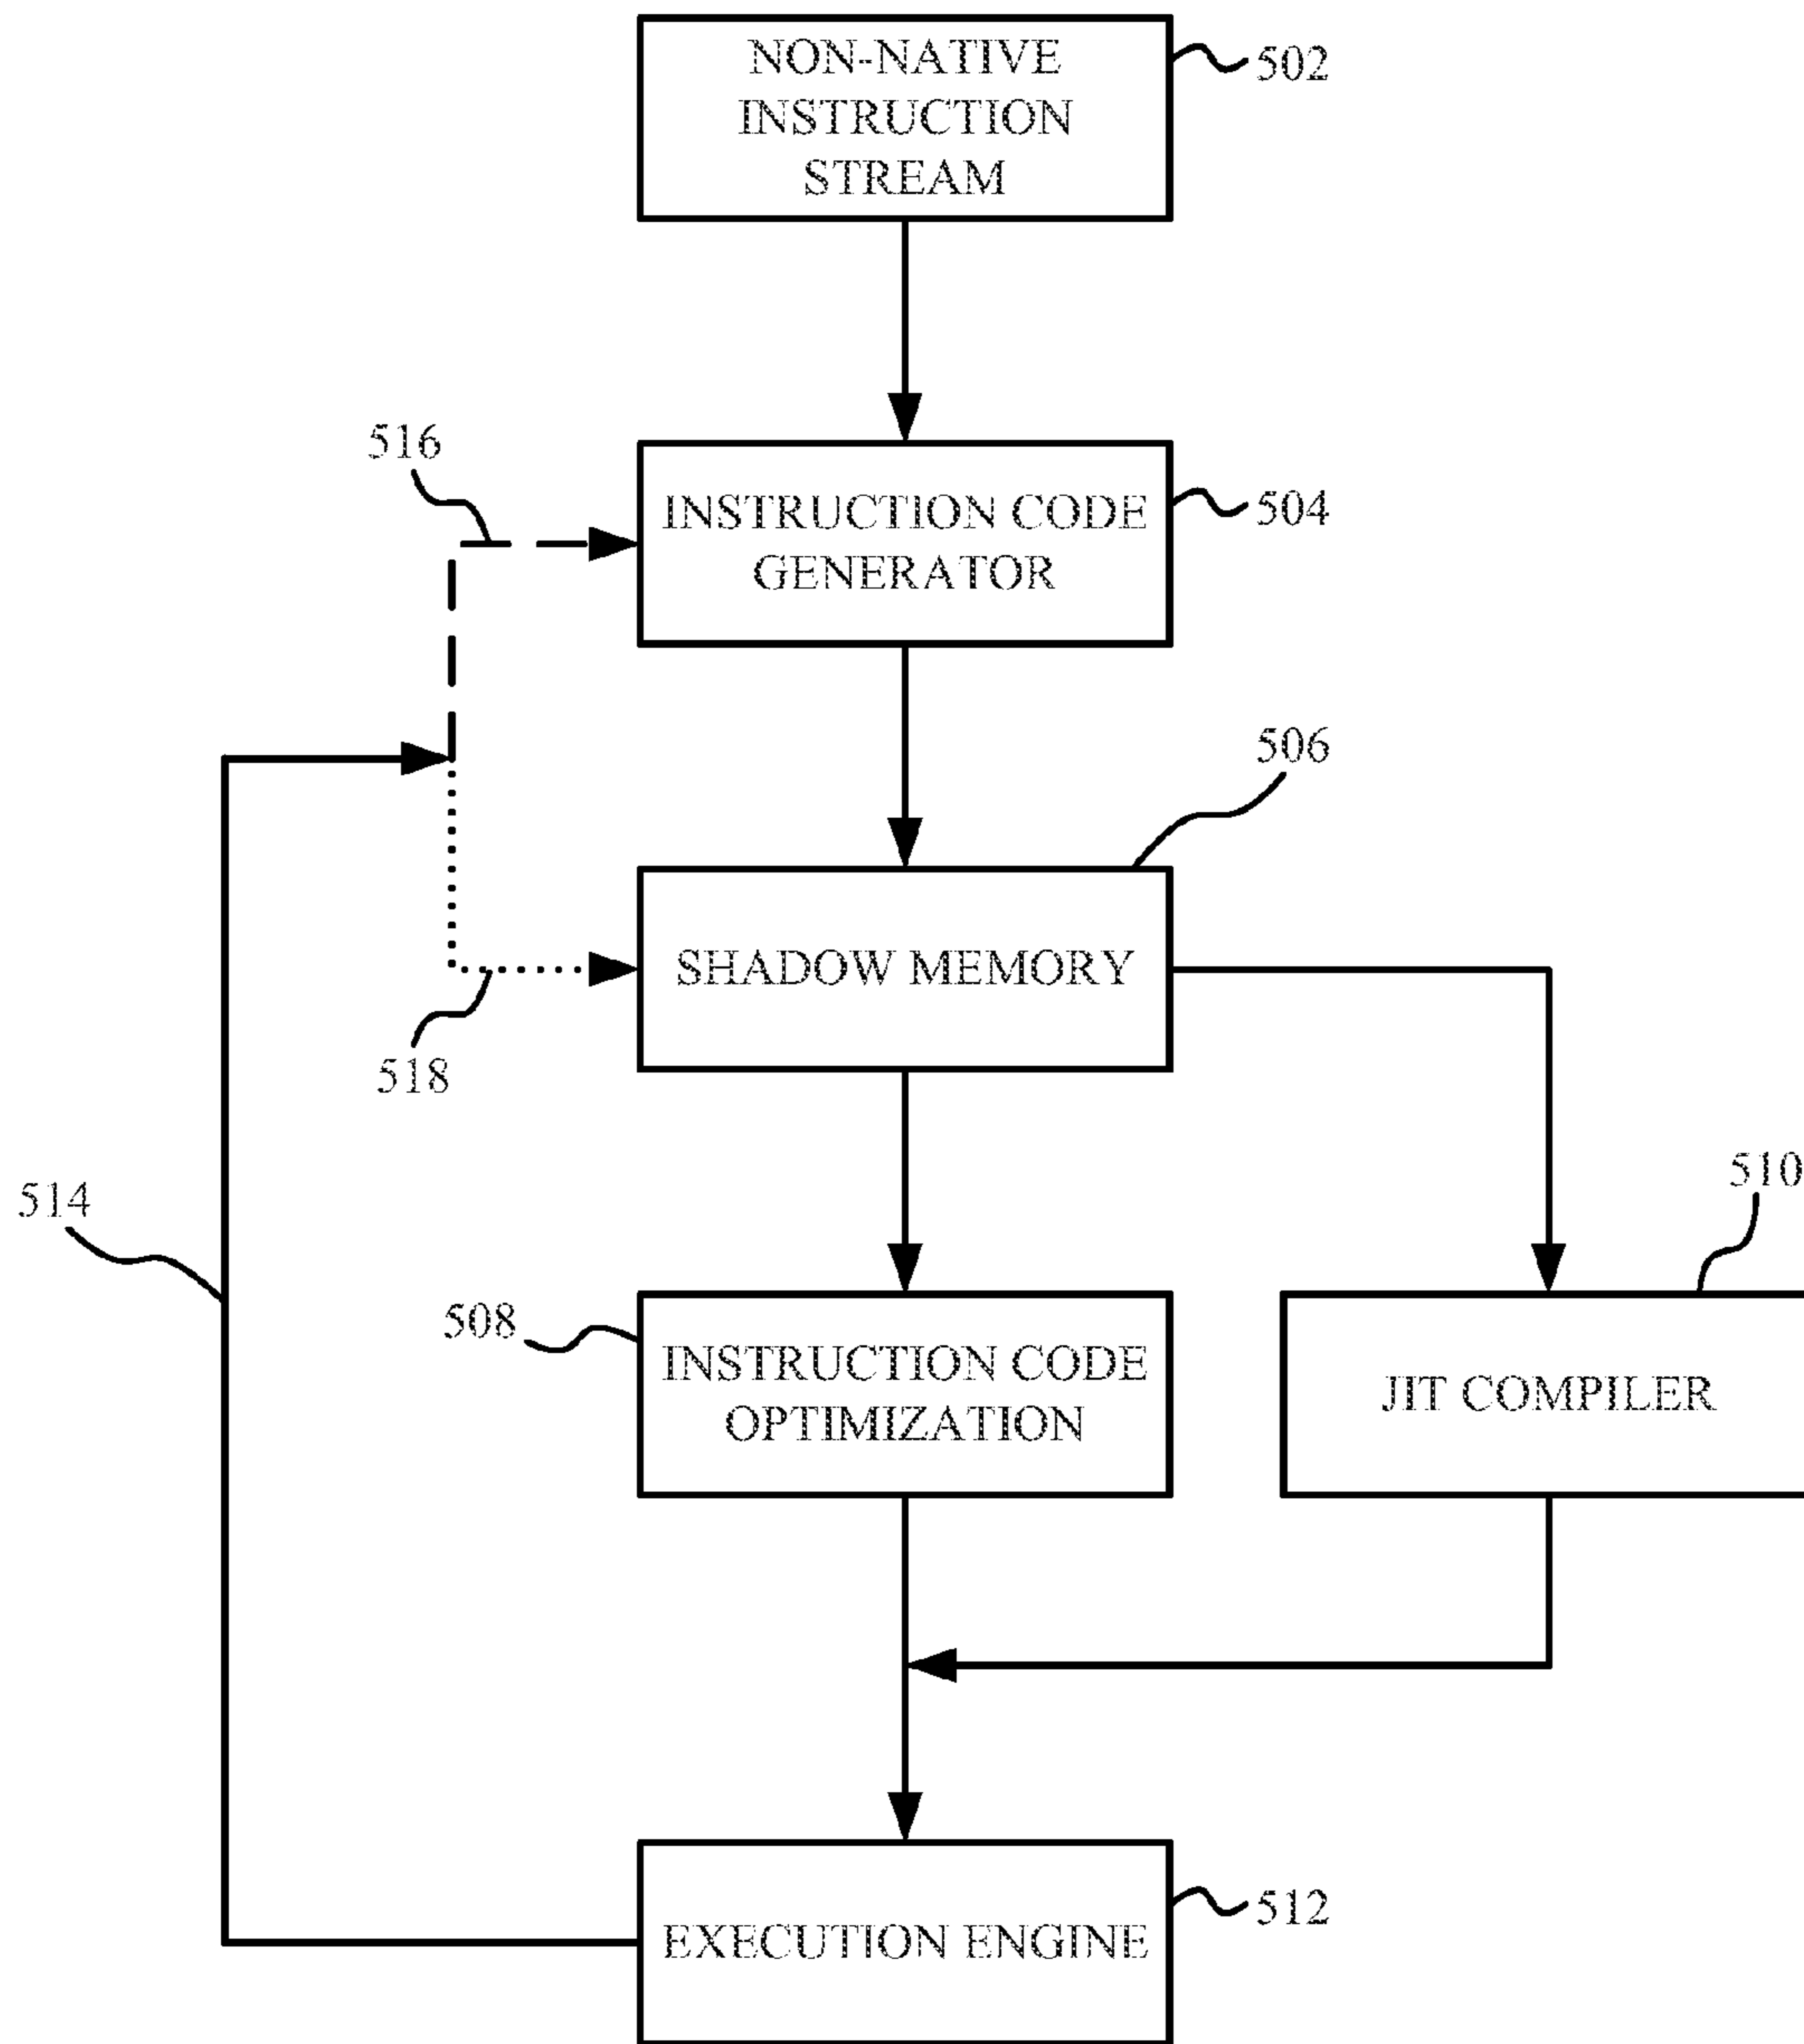 NON-NATIVE
INSTRUCTION
STREAM
502
516
INSTRUCTION CODE
GENERATOR
504
506
SHADOW MEMORY
518
514
510
508
INSTRUCTION CODE
OPTIMIZATION
JIT COMPILER
EXECUTION ENGINE
512